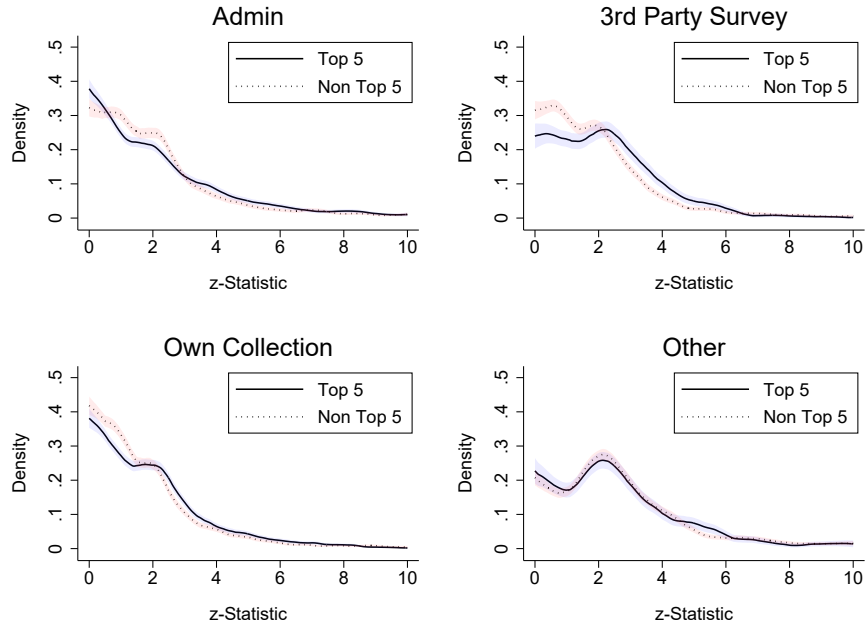 Admin
Density
.5
.4
.3
.2
.1
0
Top 5
Non Top 5
0 2 4 6 8 10
z-Statistic
3rd Party Survey
Density
.5
.4
.3
.2
.1
0
Top 5
Non Top 5
0 2 4 6 8 10
z-Statistic
Own Collection
Density
.5
.4
.3
.2
.1
0
Top 5
Non Top 5
0 2 4 6 8 10
z-Statistic
Other
Density
.5
.4
.3
.2
.1
0
Top 5
Non Top 5
0 2 4 6 8 10
z-Statistic